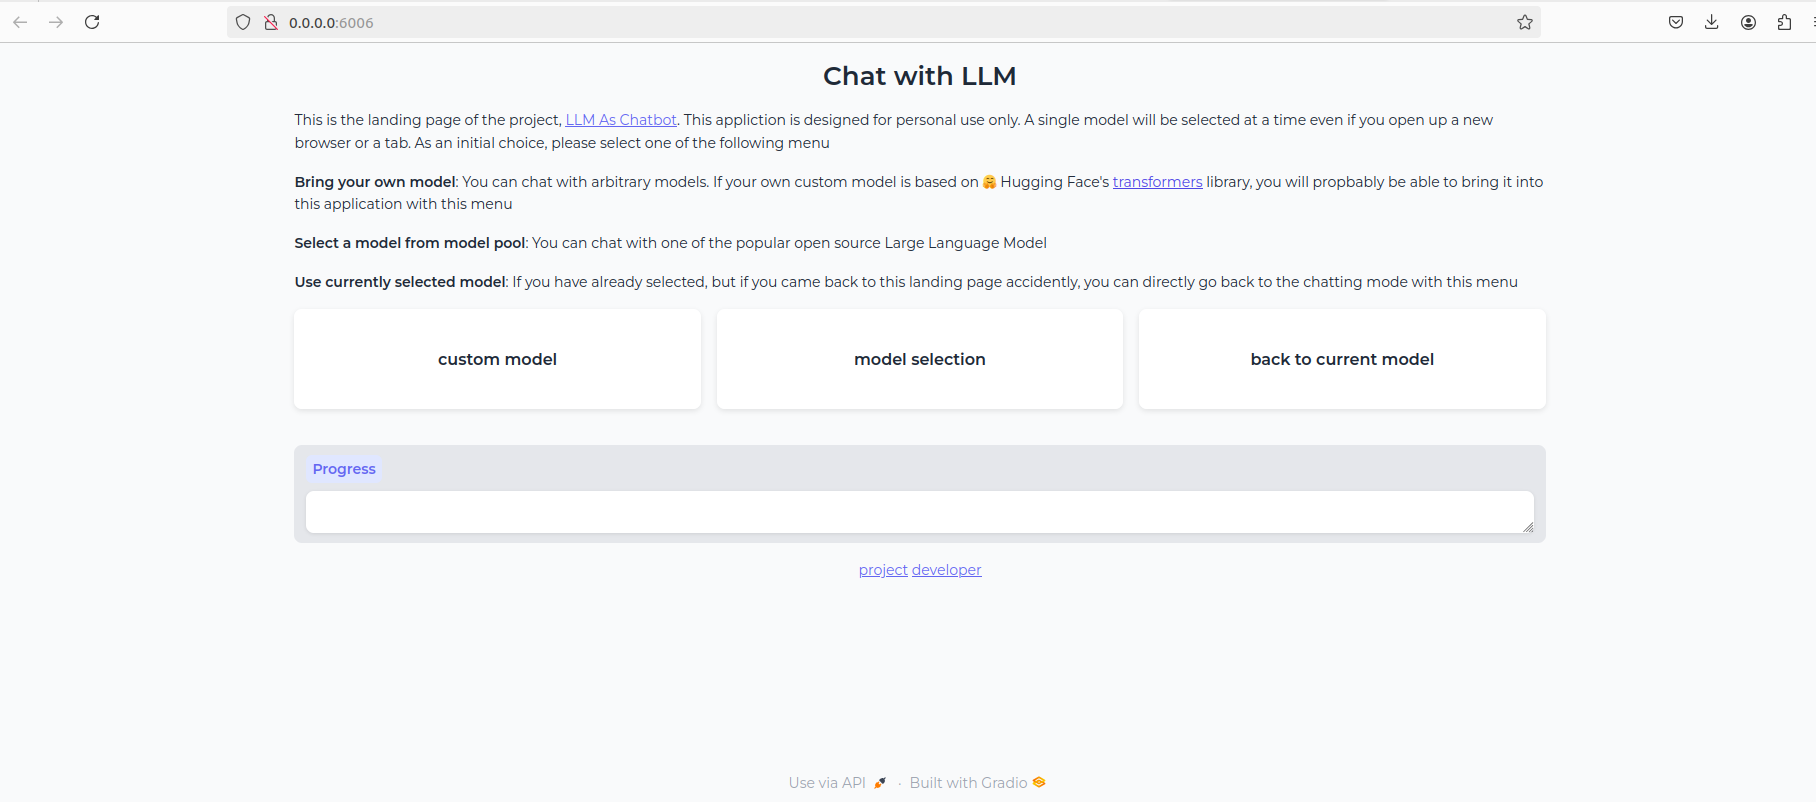 0.0.0.0:6006
Chat with LLM
This is the landing page of the project, LLM As Chatbot. This appliction is designed for personal use only. A single model will be selected at a time even if you open up a new
browser or a tab. As an initial choice, please select one of the following menu
Bring your own model: You can chat with arbitrary models. If your own custom model is based on 🤗 Hugging Face's transformers library, you will propbably be able to bring it into
this application with this menu
Select a model from model pool: You can chat with one of the popular open source Large Language Model
Use currently selected model: If you have already selected, but if you came back to this landing page accidently, you can directly go back to the chatting mode with this menu
custom model model selection back to current model
Progress
project developer
Use via API 🚀 · Built with Gradio